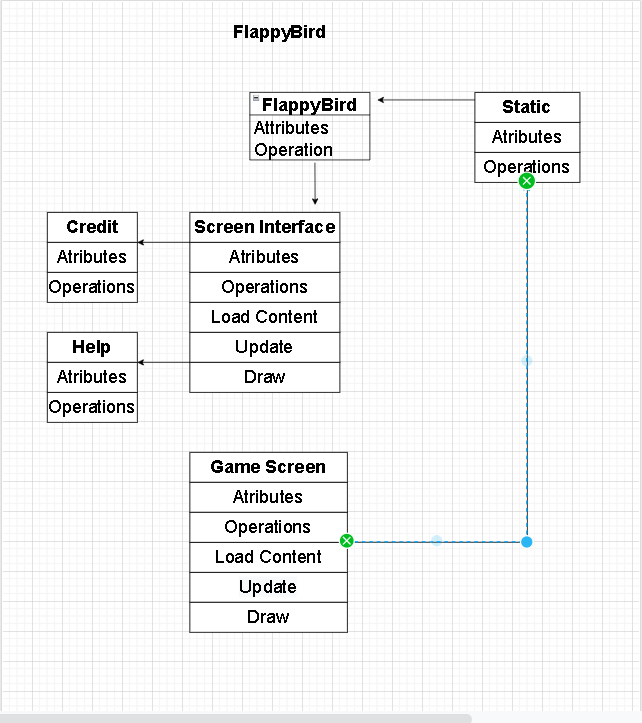 FlappyBird
FlappyBird
Attributes
Operation
Static
Atributes
Operations
Credit
Atributes
Operations
Screen Interface
Atributes
Operations
Load Content
Update
Draw
Help
Atributes
Operations
Game Screen
Atributes
Operations
Load Content
Update
Draw